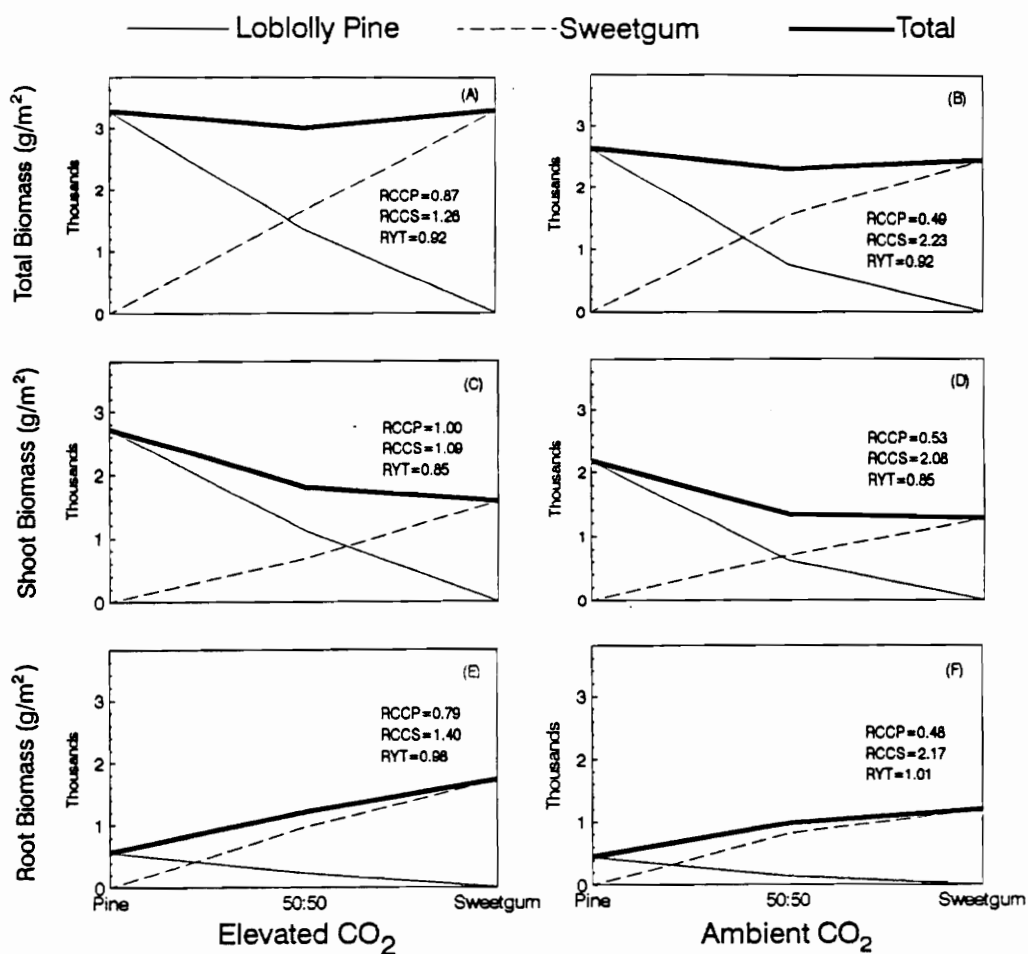 Loblolly Pine Sweetgum Total
Total Biomass (g/m²)
Thousands
3
2
1
0
(A)
RCCP=0.87
RCCS=1.26
RYT=0.92
Thousands
3
2
1
0
(B)
RCCP=0.49
RCCS=2.23
RYT=0.92
Shoot Biomass (g/m²)
Thousands
3
2
1
0
(C)
RCCP=1.00
RCCS=1.09
RYT=0.85
Thousands
3
2
1
0
(D)
RCCP=0.53
RCCS=2.08
RYT=0.85
Root Biomass (g/m²)
Thousands
3
2
1
0
(E)
RCCP=0.79
RCCS=1.40
RYT=0.98
Pine 50:50 Sweetgum
Elevated CO₂
Thousands
3
2
1
0
(F)
RCCP=0.48
RCCS=2.17
RYT=1.01
Pine 50:50 Sweetgum
Ambient CO₂